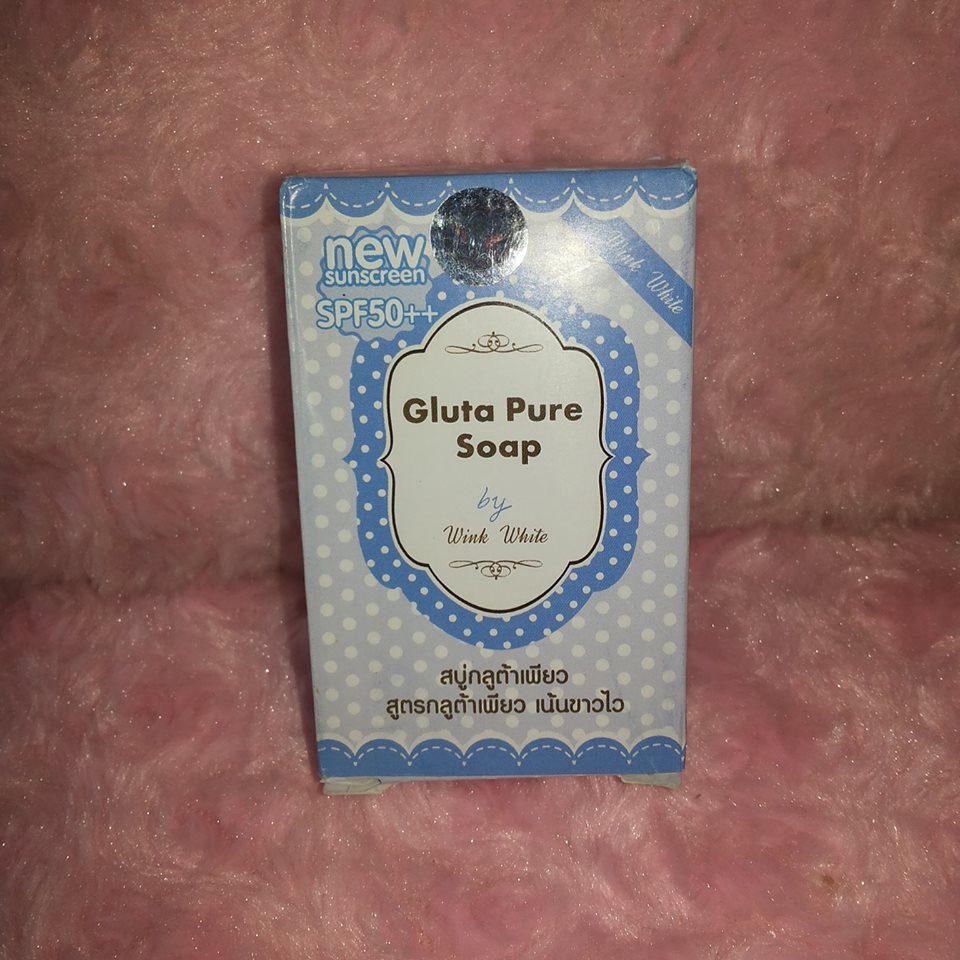 new
sunscreen
SPF50++
Wink White
Gluta Pure
Soap
by
Wink White
สบู่กลูต้าเพียว
สูตรกลูต้าเพียว เน้นขาวไว